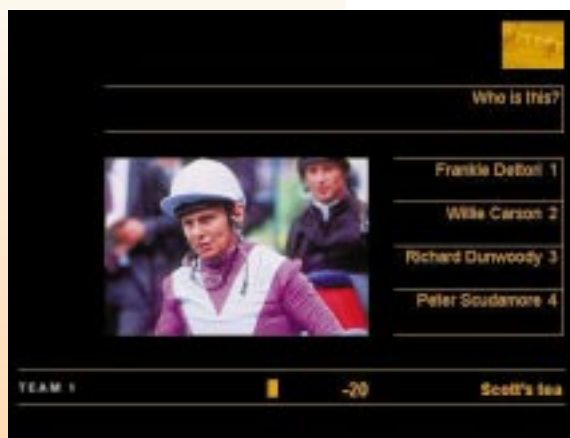 Who is this?
Frankie Dettori 1
Willie Carson 2
Richard Dunwoody 3
Peter Scudamore 4
TEAM 1
-20
Scott's tea